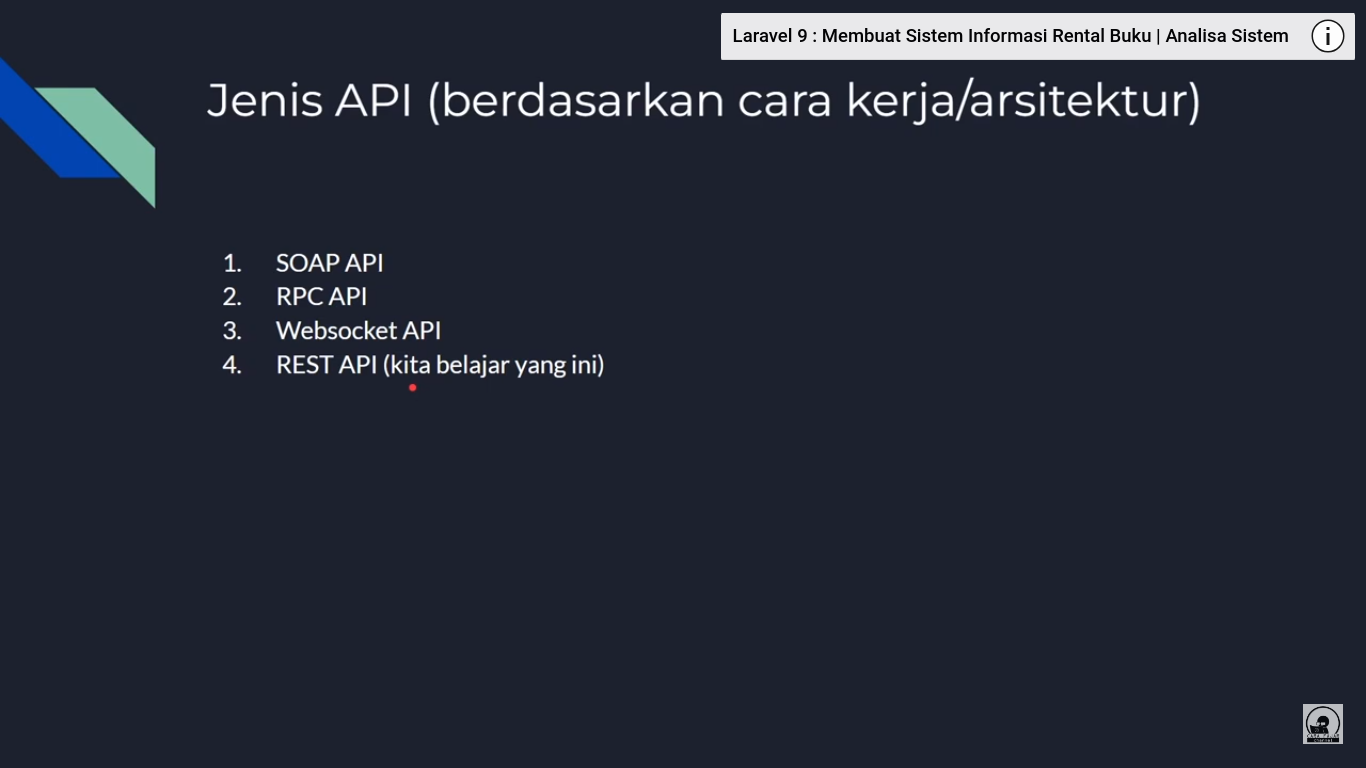 Laravel 9 : Membuat Sistem Informasi Rental Buku | Analisa Sistem
Jenis API (berdasarkan cara kerja/arsitektur)
1. SOAP API
2. RPC API
3. Websocket API
4. REST API (kita belajar yang ini)